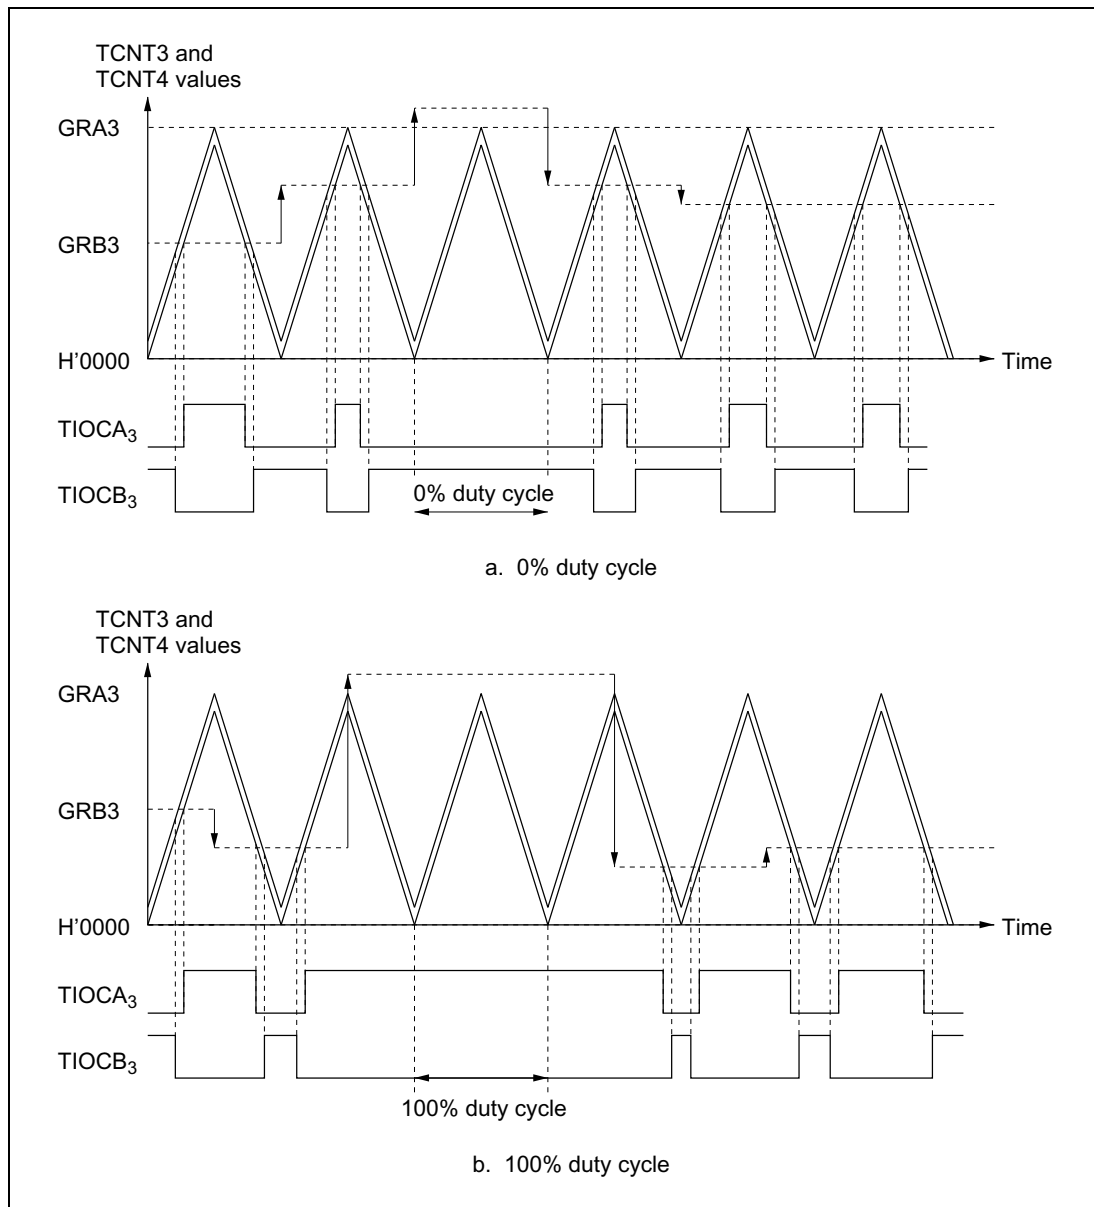 TCNT3 and
TCNT4 values
GRA3
GRB3
H'0000
Time
TIOCA3
TIOCB3
0% duty cycle
a. 0% duty cycle
TCNT3 and
TCNT4 values
GRA3
GRB3
H'0000
Time
TIOCA3
TIOCB3
100% duty cycle
b. 100% duty cycle